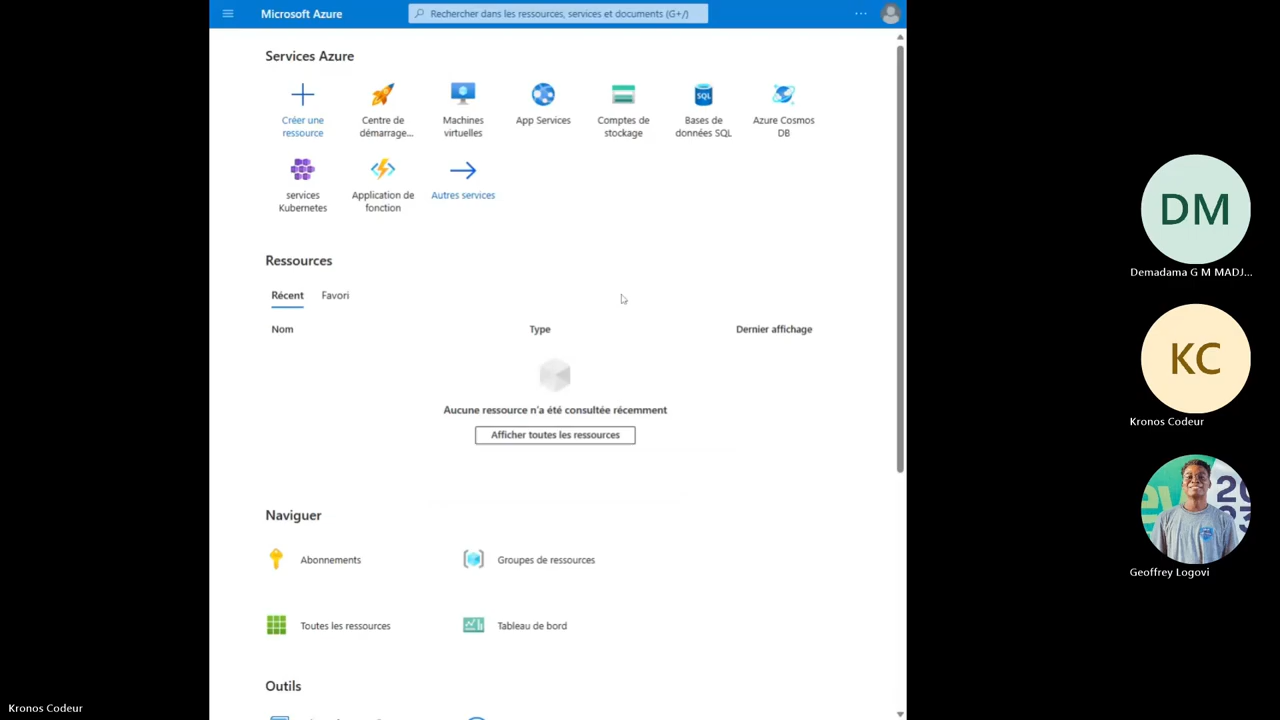 Microsoft Azure
Rechercher dans les ressources, services et documents (G+/)
Services Azure
Créer une
ressource
Centre de
démarrage...
Machines
virtuelles
App Services
Comptes de
stockage
Bases de
données SQL
Azure Cosmos
DB
services
Kubernetes
Application de
fonction
Autres services
Ressources
Récent
Favori
Nom
Type
Dernier affichage
Aucune ressource n'a été consultée récemment
Afficher toutes les ressources
Naviguer
Abonnements
Groupes de ressources
Toutes les ressources
Tableau de bord
Outils
DM
Demadama G M MADJ...
KC
Kronos Codeur
Geoffrey Logovi
Kronos Codeur